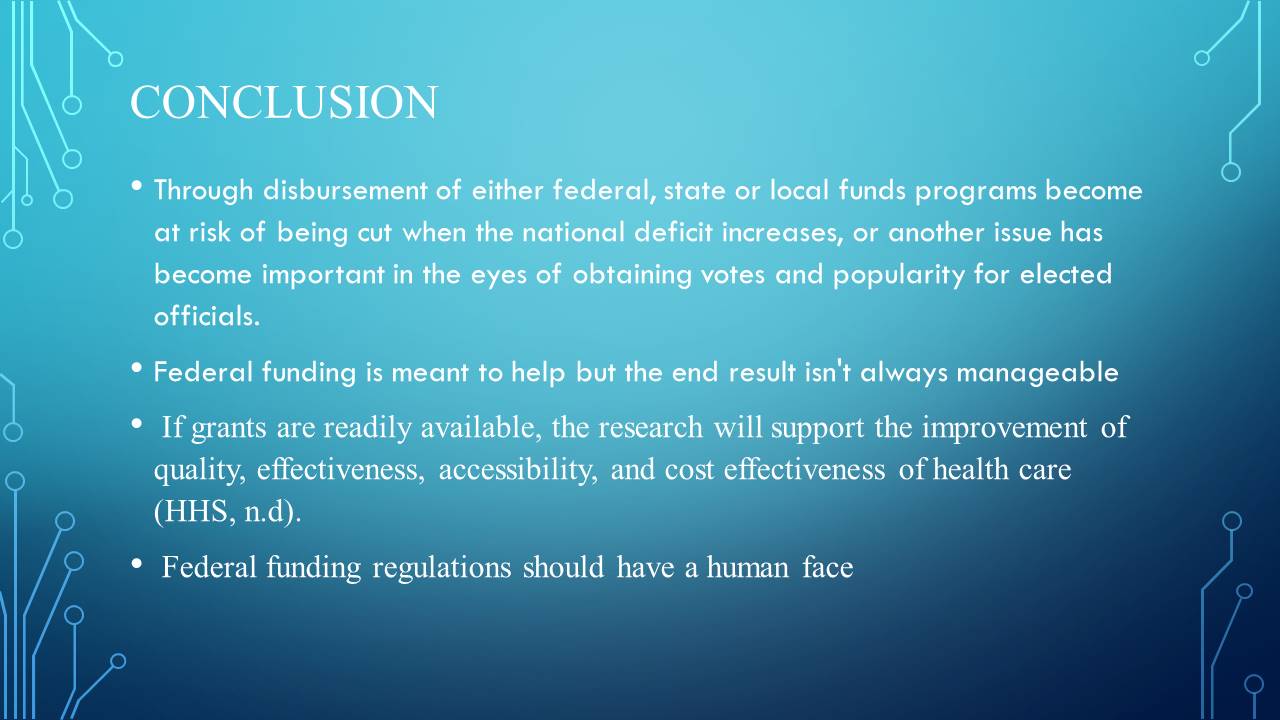 CONCLUSION
• Through disbursement of either federal, state or local funds programs become
at risk of being cut when the national deficit increases, or another issue has
become important in the eyes of obtaining votes and popularity for elected
officials.
• Federal funding is meant to help but the end result isn't always manageable
• If grants are readily available, the research will support the improvement of
quality, effectiveness, accessibility, and cost effectiveness of health care
(HHS, n.d).
• Federal funding regulations should have a human face